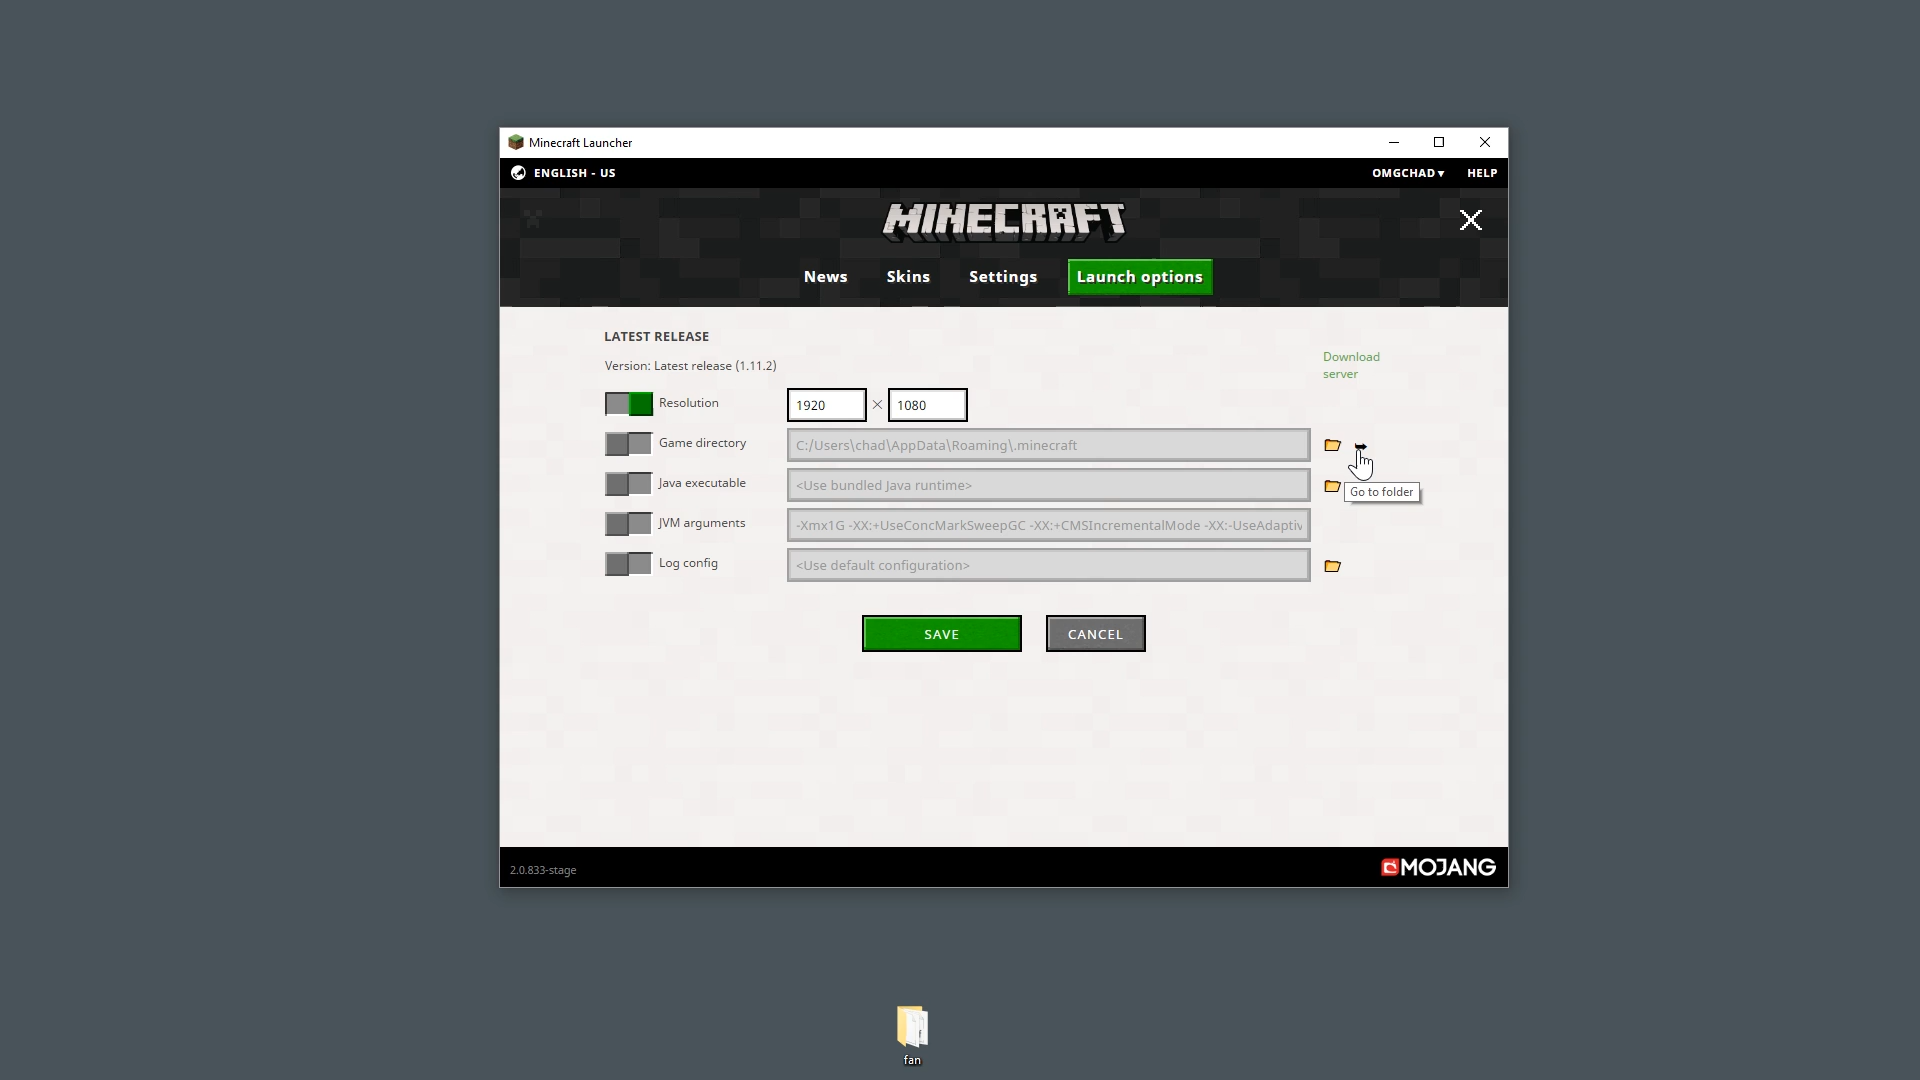 Minecraft Launcher
ENGLISH - US
OMGCHAD▾ HELP
MINECRAFT
News Skins Settings Launch options
LATEST RELEASE
Version: Latest release (1.11.2)
Download
server
Resolution 1920 × 1080
Game directory C:/Users\chad\AppData\Roaming\.minecraft
Java executable <Use bundled Java runtime>
Go to folder
JVM arguments -Xmx1G -XX:+UseConcMarkSweepGC -XX:+CMSIncrementalMode -XX:-UseAdaptiv
Log config <Use default configuration>
SAVE CANCEL
2.0.833-stage
MOJANG
fan